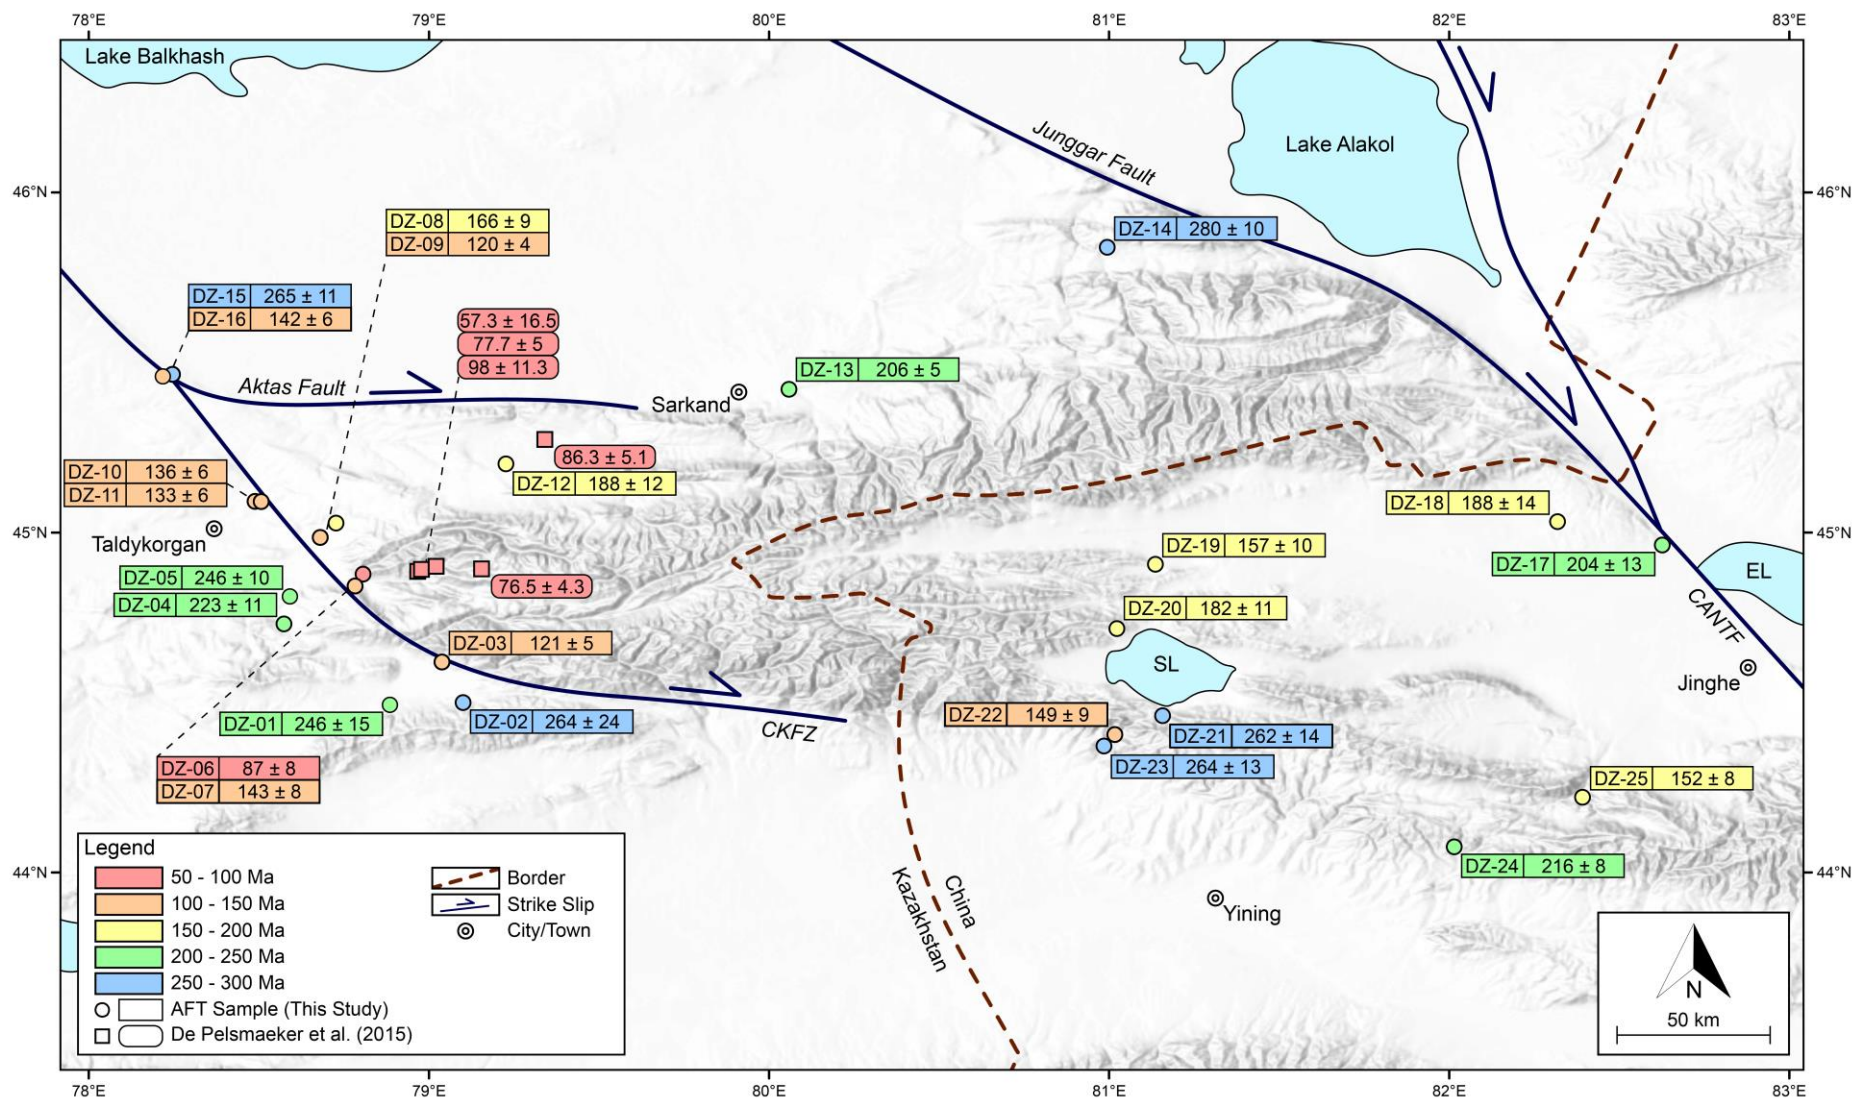 78°E 79°E 80°E 81°E 82°E 83°E
Lake Balkhash
Junggar Fault
Lake Alakol
46°N 46°N
DZ-08 166 ± 9
DZ-09 120 ± 4
DZ-14 280 ± 10
DZ-15 265 ± 11
DZ-16 142 ± 6
57.3 ± 16.5
77.7 ± 5
98 ± 11.3
DZ-13 206 ± 5
Aktas Fault
Sarkand
86.3 ± 5.1
DZ-12 188 ± 12
DZ-10 136 ± 6
DZ-11 133 ± 6
DZ-18 188 ± 14
45°N 45°N
Taldykorgan
DZ-19 157 ± 10
DZ-17 204 ± 13
EL
DZ-05 246 ± 10
DZ-04 223 ± 11
76.5 ± 4.3
DZ-20 182 ± 11
CANTF
DZ-03 121 ± 5
SL
Jinghe
DZ-01 246 ± 15
DZ-02 264 ± 24
CKFZ
DZ-22 149 ± 9
DZ-21 262 ± 14
DZ-23 264 ± 13
DZ-06 87 ± 8
DZ-07 143 ± 8
DZ-25 152 ± 8
DZ-24 216 ± 8
44°N 44°N
Kazakhstan
China
Yining
Legend
50 - 100 Ma
100 - 150 Ma
150 - 200 Ma
200 - 250 Ma
250 - 300 Ma
AFT Sample (This Study)
De Pelsmaeker et al. (2015)
Border
Strike Slip
City/Town
N
50 km
78°E 79°E 80°E 81°E 82°E 83°E